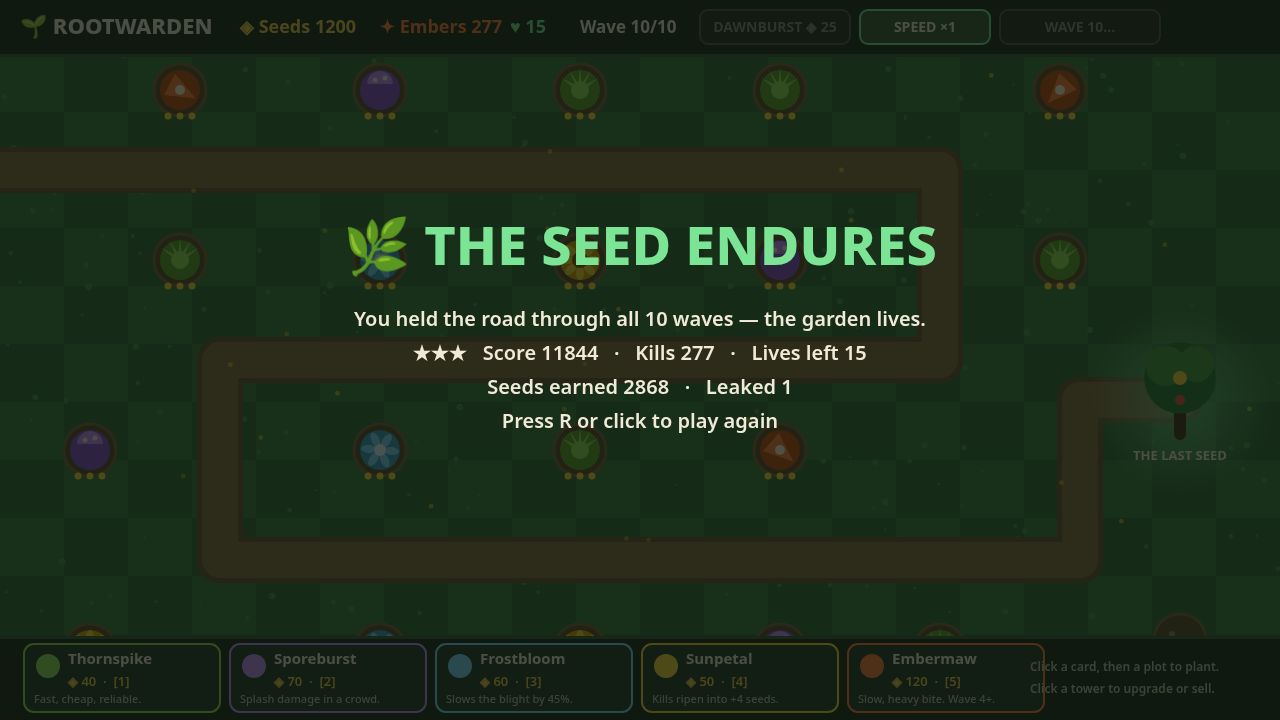 ROOTWARDEN
◈ Seeds 1200
✦ Embers 277
♥ 15
Wave 10/10
DAWNBURST ◈ 25
SPEED ×1
WAVE 10…
THE SEED ENDURES
You held the road through all 10 waves — the garden lives.
★★★ Score 11844 · Kills 277 · Lives left 15
Seeds earned 2868 · Leaked 1
Press R or click to play again
THE LAST SEED
Thornspike
◈ 40 · [1]
Fast, cheap, reliable.
Sporeburst
◈ 70 · [2]
Splash damage in a crowd.
Frostbloom
◈ 60 · [3]
Slows the blight by 45%.
Sunpetal
◈ 50 · [4]
Kills ripen into +4 seeds.
Embermaw
◈ 120 · [5]
Slow, heavy bite. Wave 4+.
Click a card, then a plot to plant.
Click a tower to upgrade or sell.